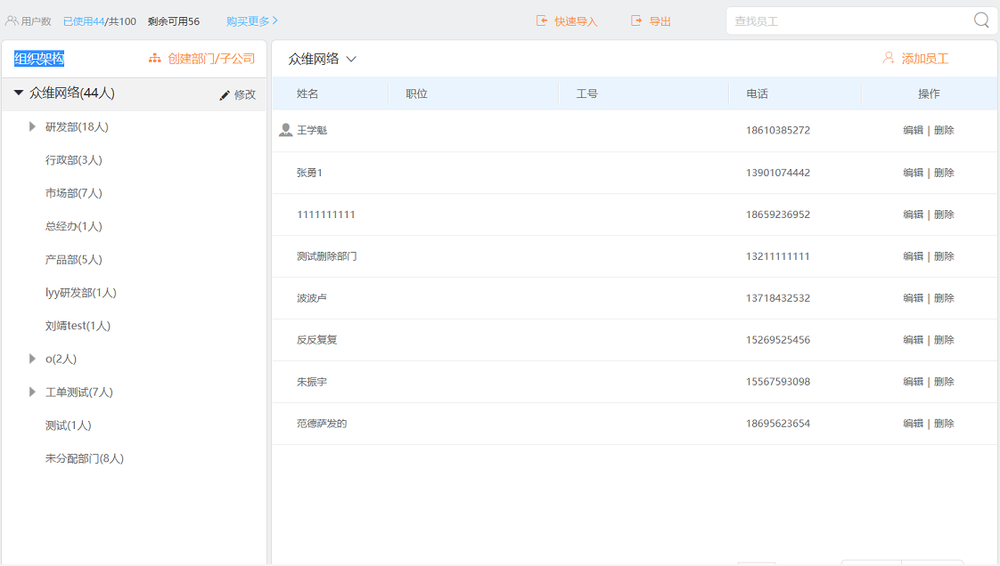 用户数 已使用44/共100 剩余可用56 购买更多 快速导入 导出 查找员工
组织架构 创建部门/子公司
众维网络(44人) 修改
研发部(18人)
行政部(3人)
市场部(7人)
总经办(1人)
产品部(5人)
lyy研发部(1人)
刘靖test(1人)
o(2人)
工单测试(7人)
测试(1人)
未分配部门(8人)
众维网络 添加员工
姓名 职位 工号 电话 操作
王学魁 18610385272 编辑 | 删除
张勇1 13901074442 编辑 | 删除
1111111111 18659236952 编辑 | 删除
测试删除部门 13211111111 编辑 | 删除
波波卢 13718432532 编辑 | 删除
反反复复 15269525456 编辑 | 删除
朱振宇 15567593098 编辑 | 删除
范德萨发的 18695623654 编辑 | 删除